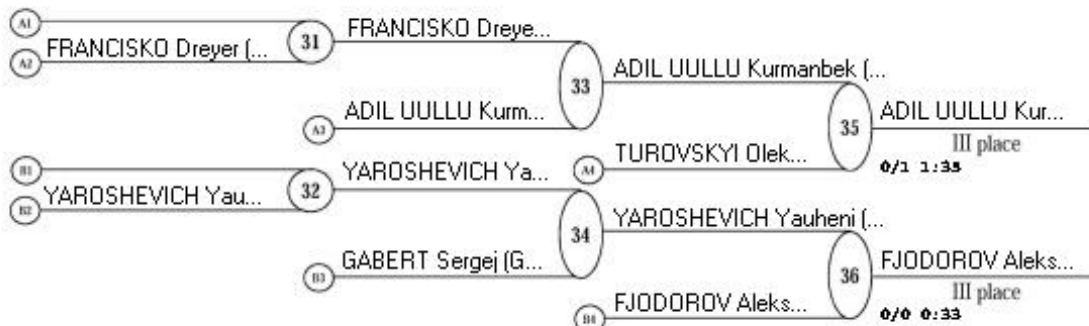 A1
FRANCISKO Dreyer (...
A2
31
FRANCISKO Dreye...
33
ADIL UULLU Kurmanbek (...
ADIL UULLU Kurm...
A3
35
ADIL UULLU Kur...
III place
0/1 1:35
TUROVSKYI Olek...
A4
B1
YAROSHEVICH Yau...
B2
32
YAROSHEVICH Ya...
34
YAROSHEVICH Yauheni (...
GABERT Sergej (G...
B3
36
FJODOROV Aleks...
III place
0/0 0:33
FJODOROV Aleks...
B4